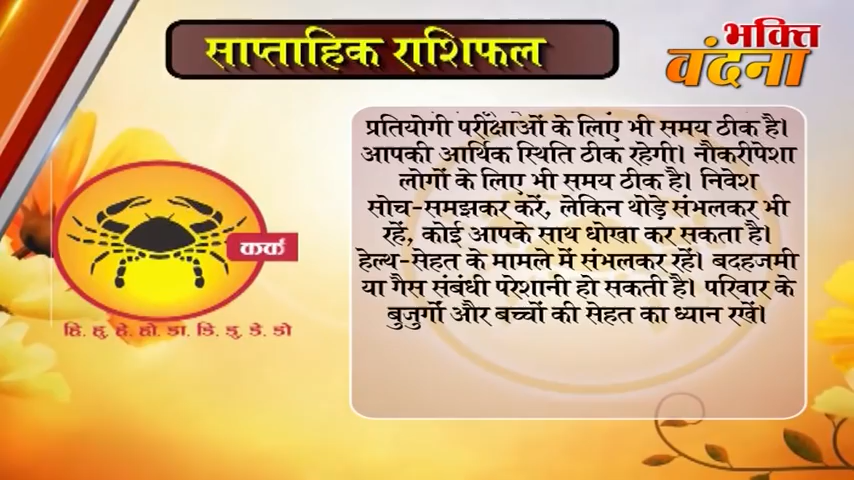 साप्ताहिक राशिफल
भक्ति
वंदना
प्रतियोगी परीक्षाओं के लिए भी समय ठीक है।
आपकी आर्थिक स्थिति ठीक रहेगी। नौकरीपेशा
लोगों के लिए भी समय ठीक है। निवेश
सोच-समझकर करें, लेकिन थोड़े संभलकर भी
रहें, कोई आपके साथ धोखा कर सकता है।
हेल्थ-सेहत के मामले में संभलकर रहें। बदहजमी
या गैस संबंधी परेशानी हो सकती है। परिवार के
बुजुर्गों और बच्चों की सेहत का ध्यान रखें।
कर्क
हि. हु. हे. हो. डा. डि. डु. डे. डो